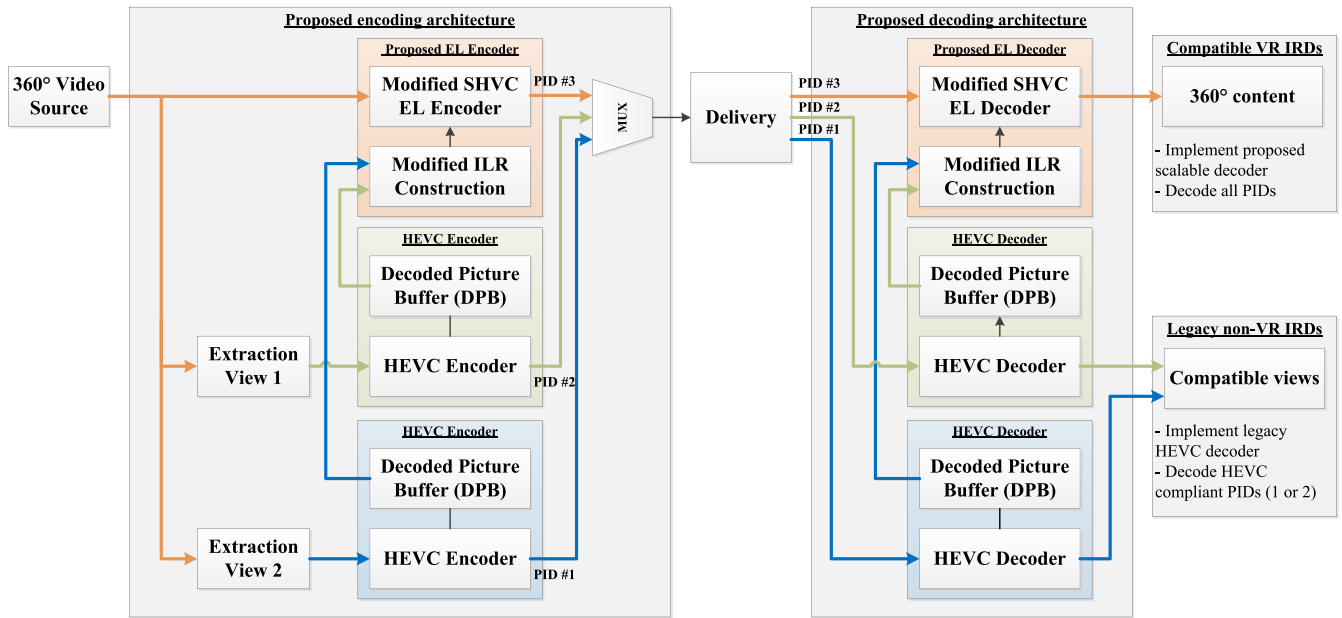 Proposed encoding architecture
Proposed EL Encoder
360° Video
Source
Modified SHVC
EL Encoder
PID #3
MUX
Modified ILR
Construction
HEVC Encoder
Decoded Picture
Buffer (DPB)
Extraction
View 1
HEVC Encoder
PID #2
HEVC Encoder
Decoded Picture
Buffer (DPB)
Extraction
View 2
HEVC Encoder
PID #1
Delivery
PID #3
PID #2
PID #1
Proposed decoding architecture
Proposed EL Decoder
Modified SHVC
EL Decoder
Modified ILR
Construction
HEVC Decoder
Decoded Picture
Buffer (DPB)
HEVC Decoder
HEVC Decoder
Decoded Picture
Buffer (DPB)
HEVC Decoder
Compatible VR IRDs
360° content
- Implement proposed
scalable decoder
- Decode all PIDs
Legacy non-VR IRDs
Compatible views
- Implement legacy
HEVC decoder
- Decode HEVC
compliant PIDs (1 or 2)